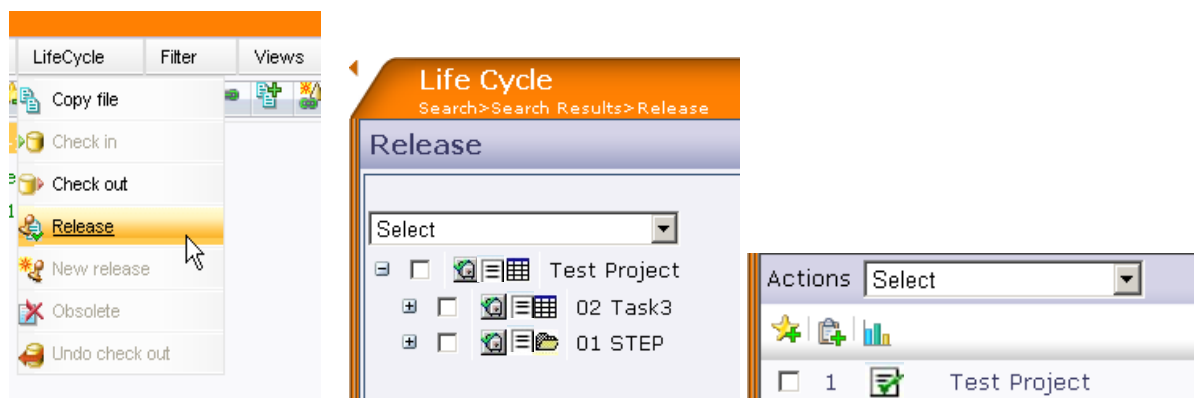 LifeCycle Filter Views
Copy file
Check in
Check out
Release
New release
Obsolete
Undo check out
Life Cycle
Search>Search Results>Release
Release
Select
Test Project
02 Task3
01 STEP
Actions Select
1 Test Project